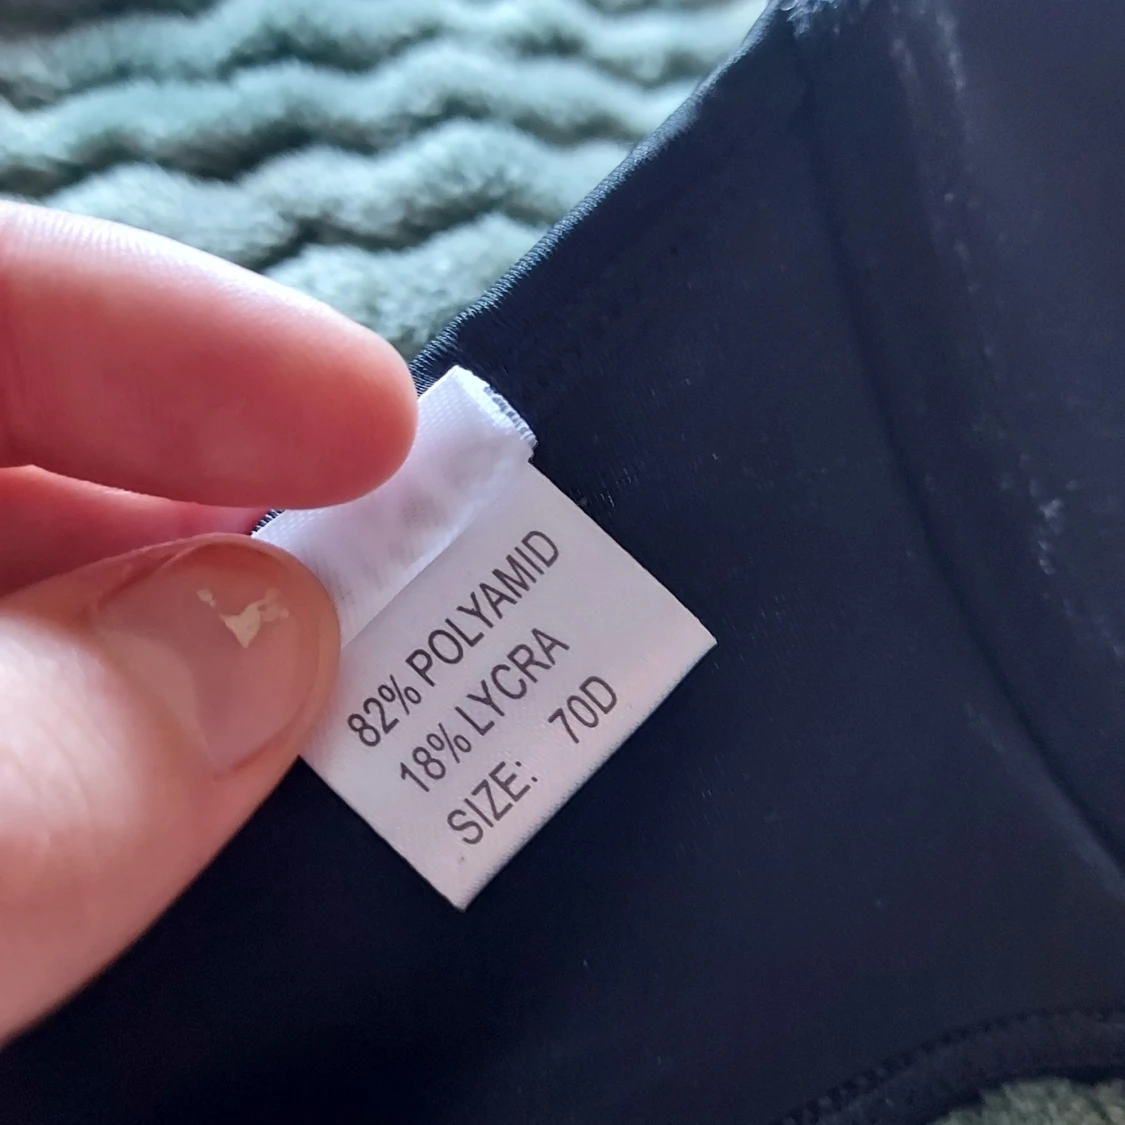 82% POLYAMID
18% LYCRA
SIZE: 70D